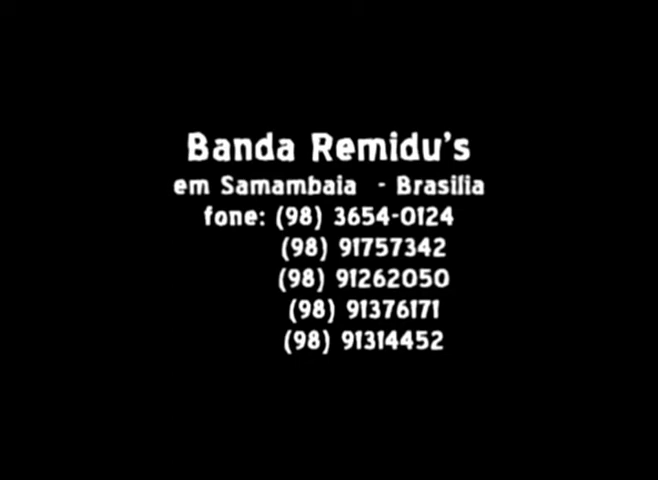 Banda Remidu's
em Samambaia - Brasilia
fone: (98) 3654-0124
(98) 91757342
(98) 91262050
(98) 91376171
(98) 91314452